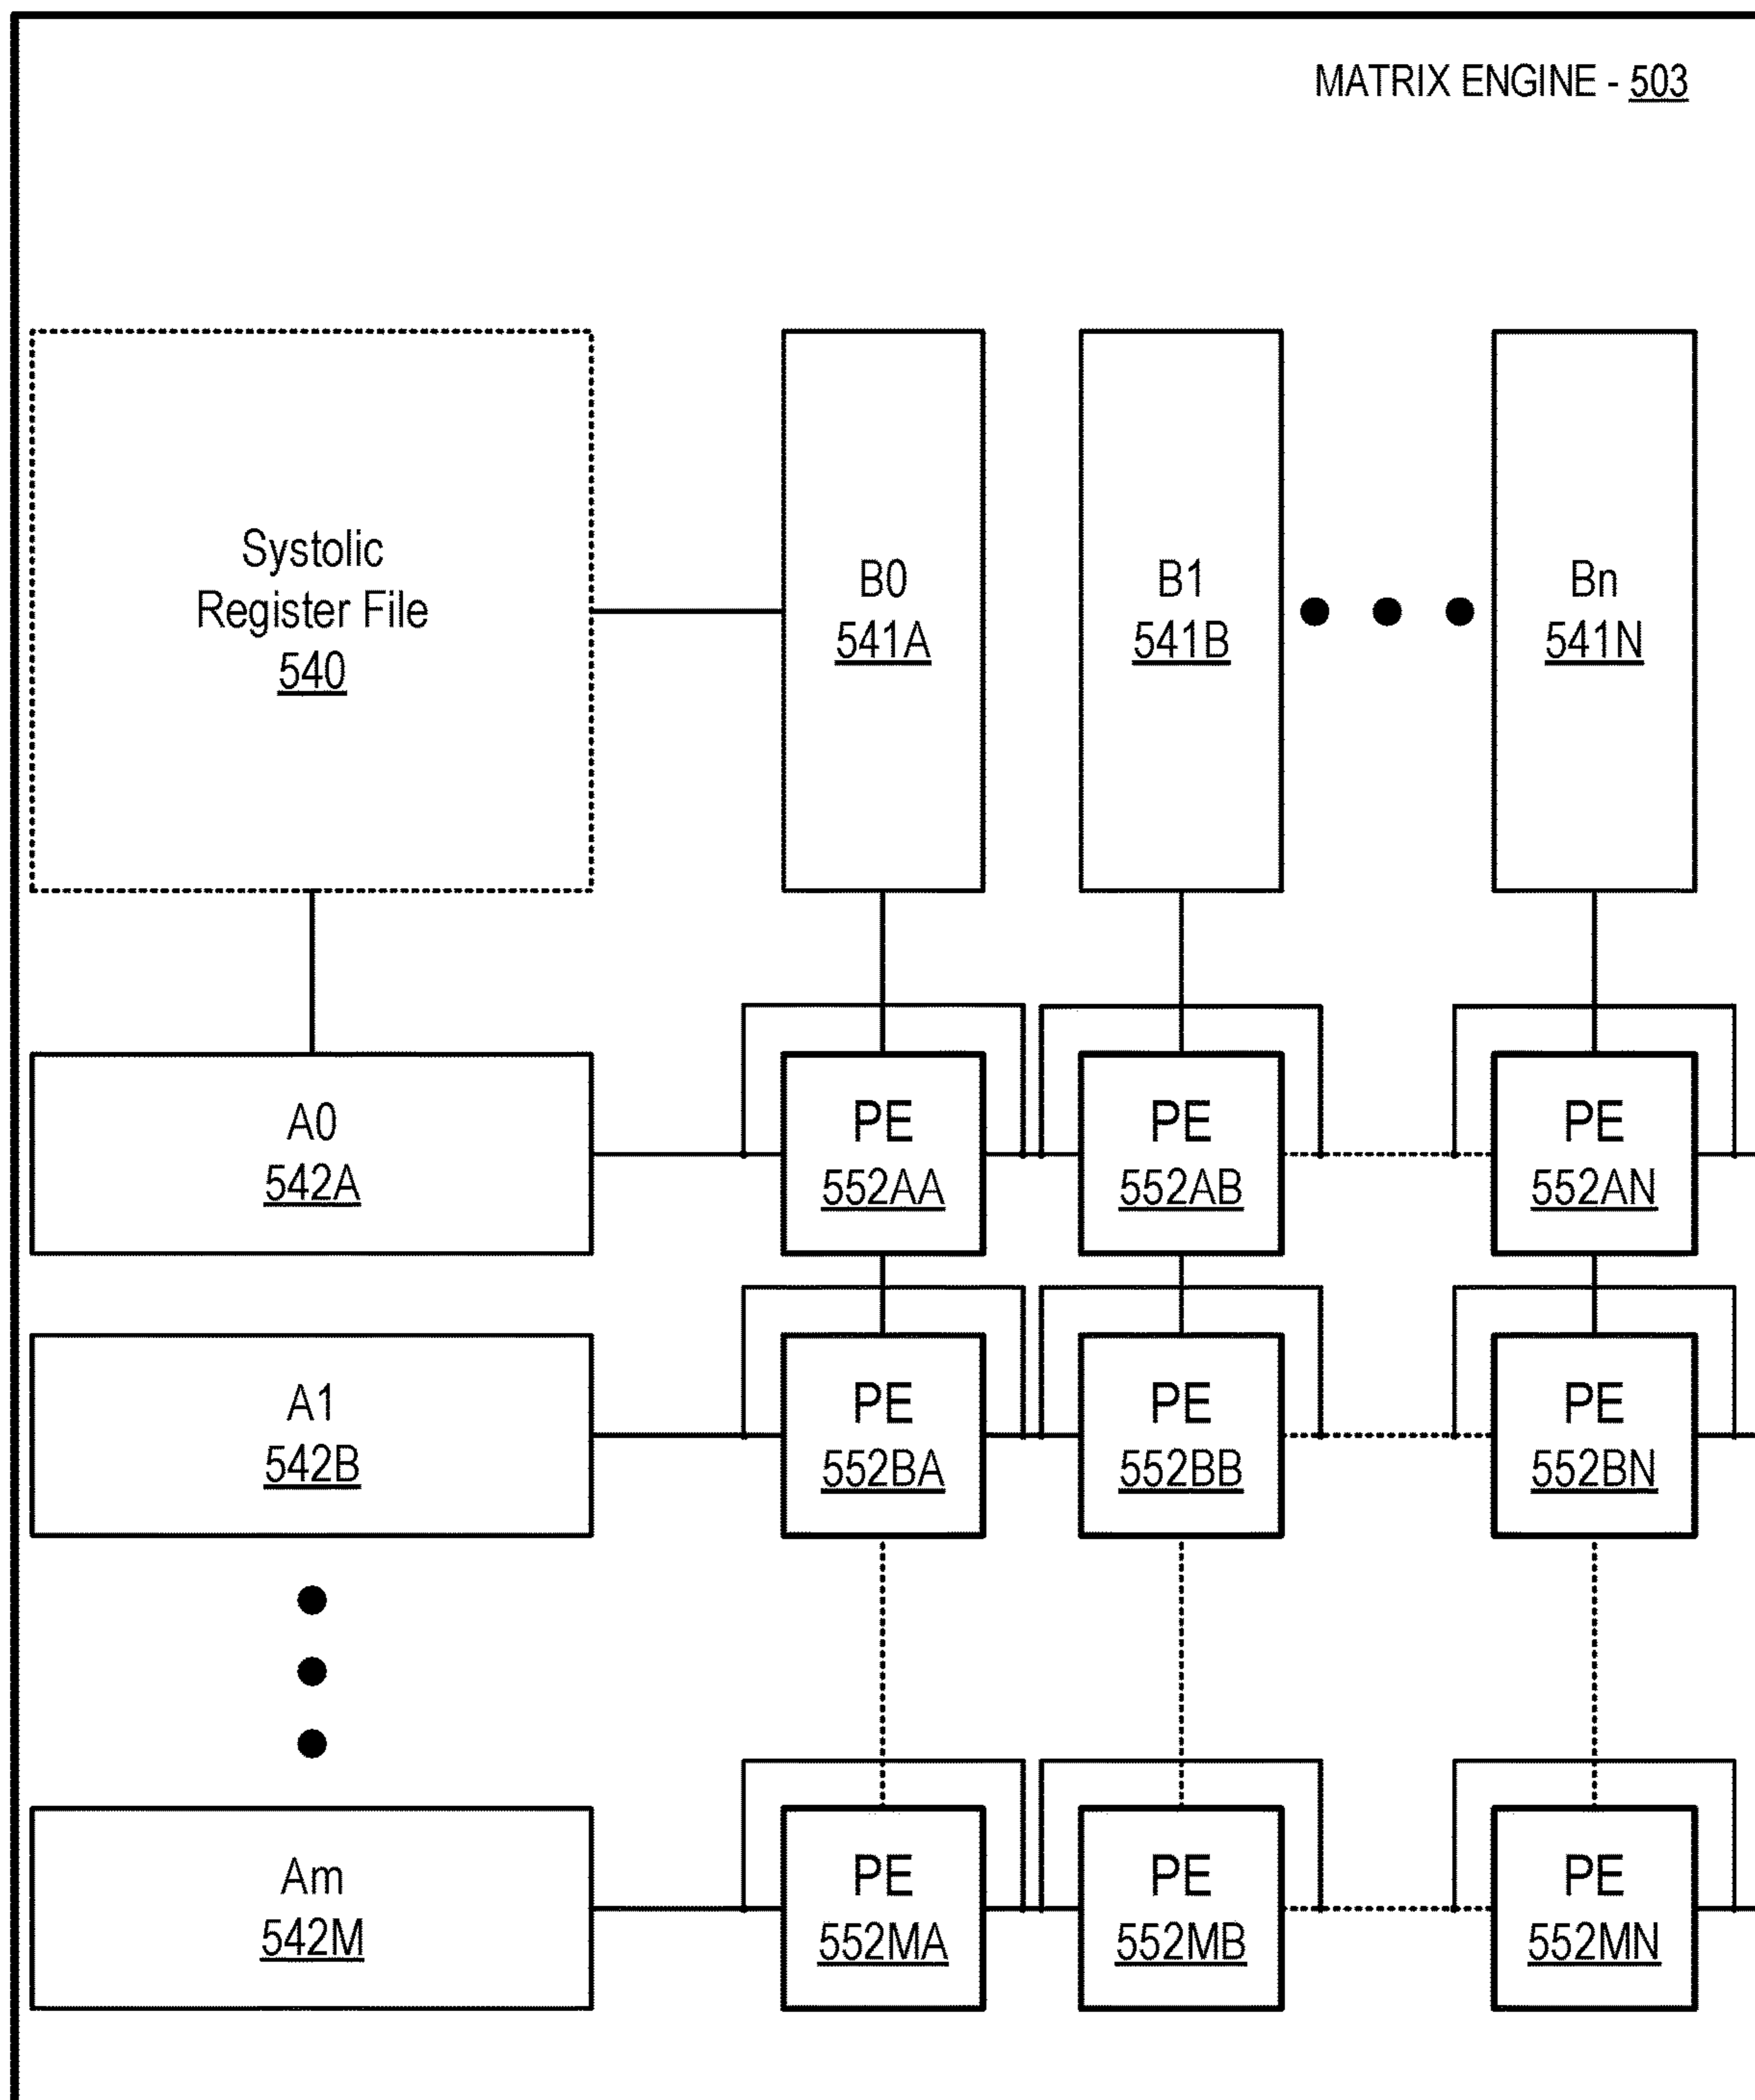 MATRIX ENGINE - 503
Systolic
Register File
540
B0
541A
B1
541B
Bn
541N
A0
542A
PE
552AA
PE
552AB
PE
552AN
A1
542B
PE
552BA
PE
552BB
PE
552BN
Am
542M
PE
552MA
PE
552MB
PE
552MN